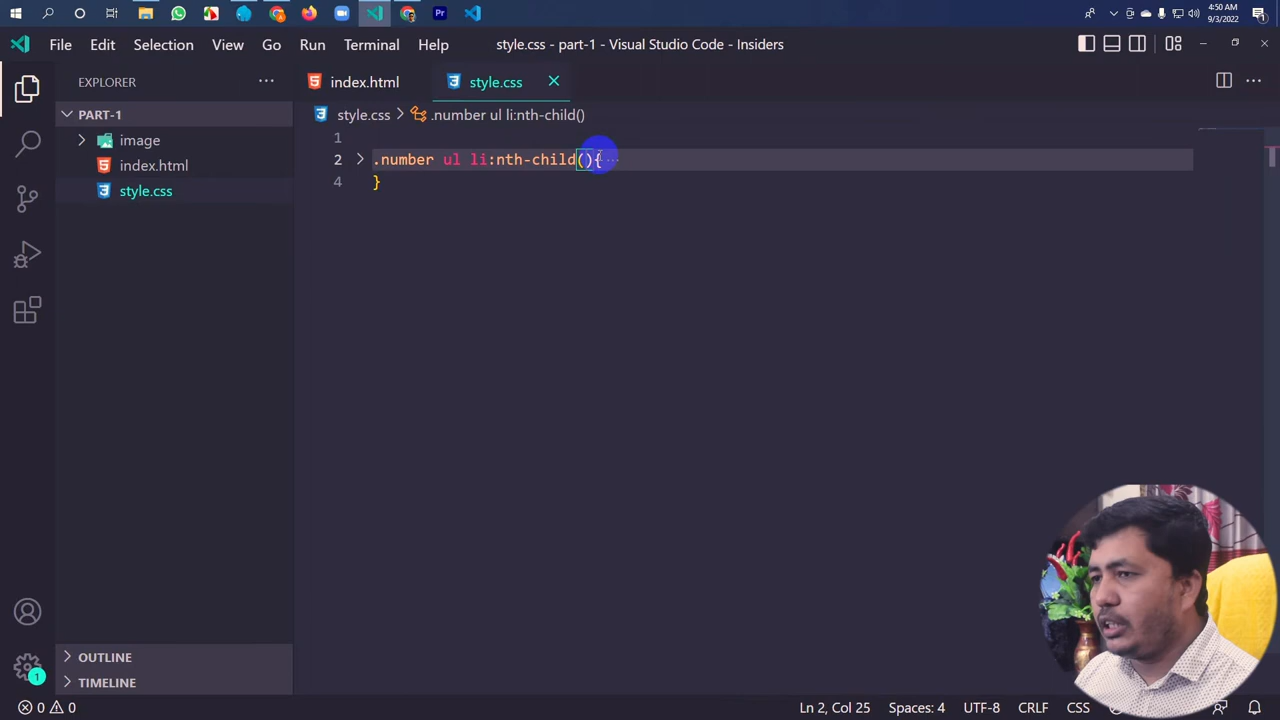 4:50 AM
9/3/2022
File Edit Selection View Go Run Terminal Help
style.css - part-1 - Visual Studio Code - Insiders
EXPLORER
index.html
style.css
PART-1
style.css > .number ul li:nth-child()
image
index.html
style.css
1
2 .number ul li:nth-child(){ ···
4 }
OUTLINE
TIMELINE
1
0 0
Ln 2, Col 25 Spaces: 4 UTF-8 CRLF CSS